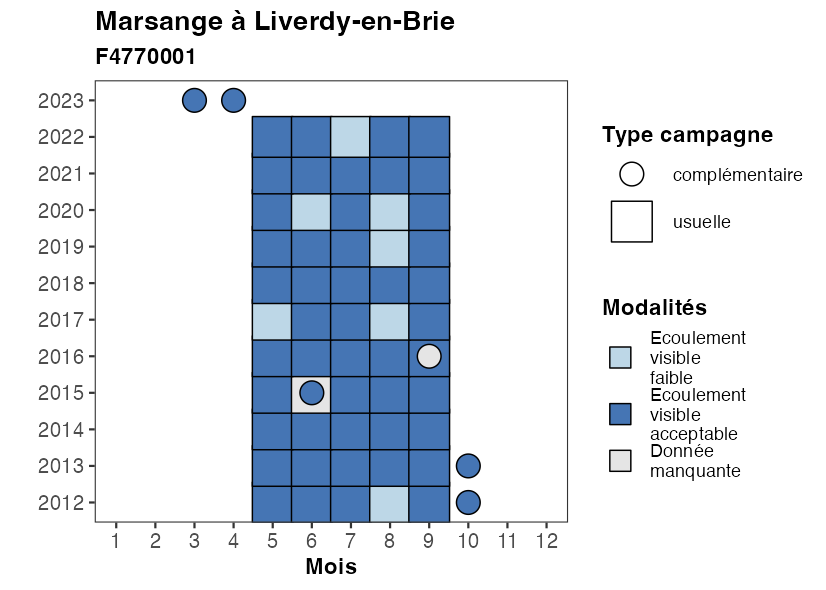 Marsange à Liverdy-en-Brie
F4770001
2023
2022
2021
2020
2019
2018
2017
2016
2015
2014
2013
2012
1 2 3 4 5 6 7 8 9 10 11 12
Mois
Type campagne
complémentaire
usuelle
Modalités
Ecoulement
visible
faible
Ecoulement
visible
acceptable
Donnée
manquante